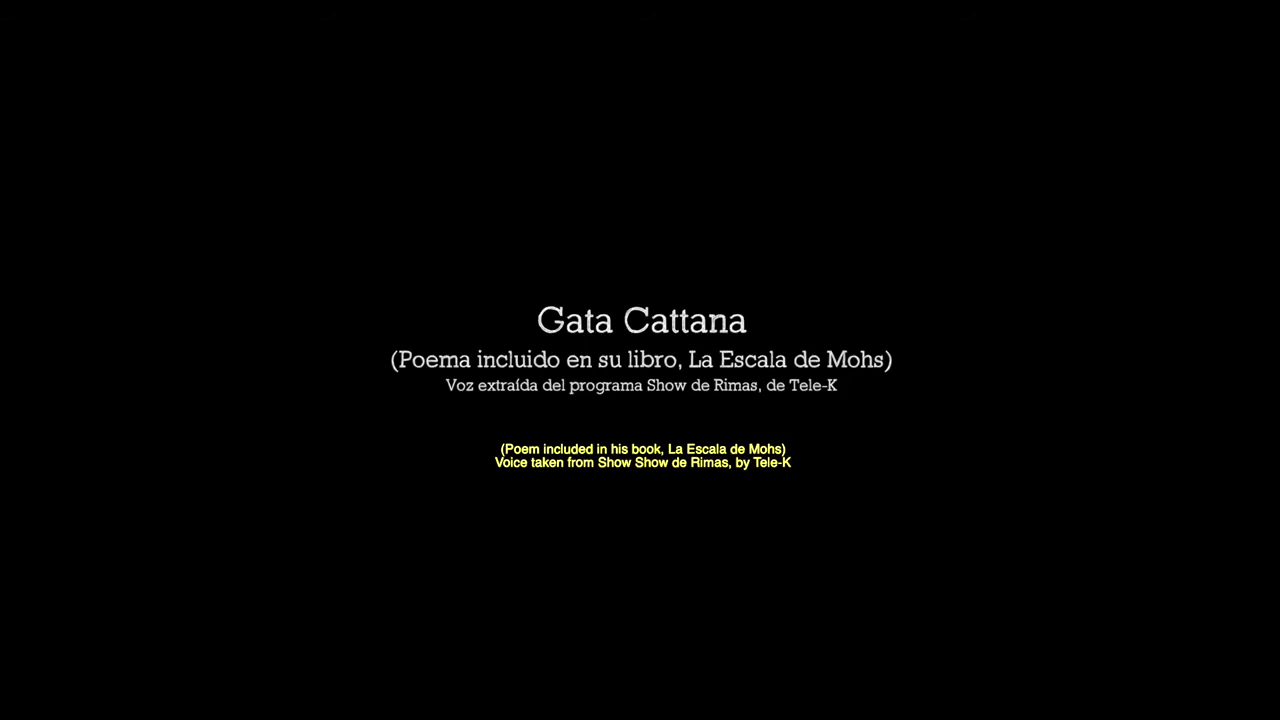 Gata Cattana
(Poema incluido en su libro, La Escala de Mohs)
Voz extraída del programa Show de Rimas, de Tele-K
(Poem included in his book, La Escala de Mohs)
Voice taken from Show Show de Rimas, by Tele-K